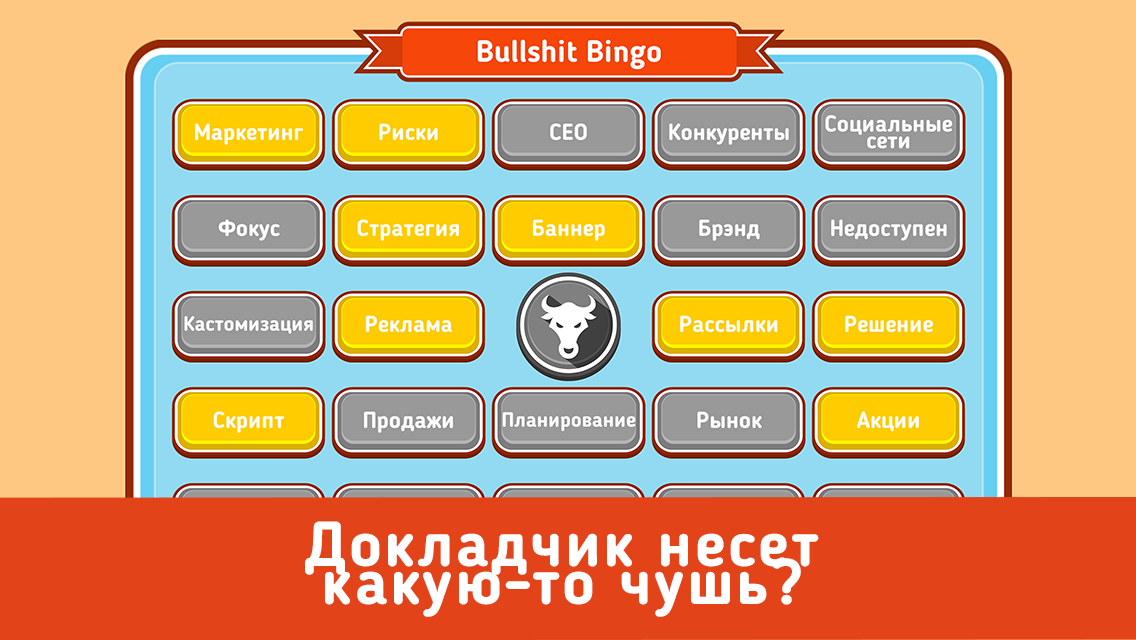 Bullshit Bingo
Маркетинг
Риски
CEO
Конкуренты
Социальные
сети
Фокус
Стратегия
Баннер
Брэнд
Недоступен
Кастомизация
Реклама
Рассылки
Решение
Скрипт
Продажи
Планирование
Рынок
Акции
Докладчик несет
какую-то чушь?